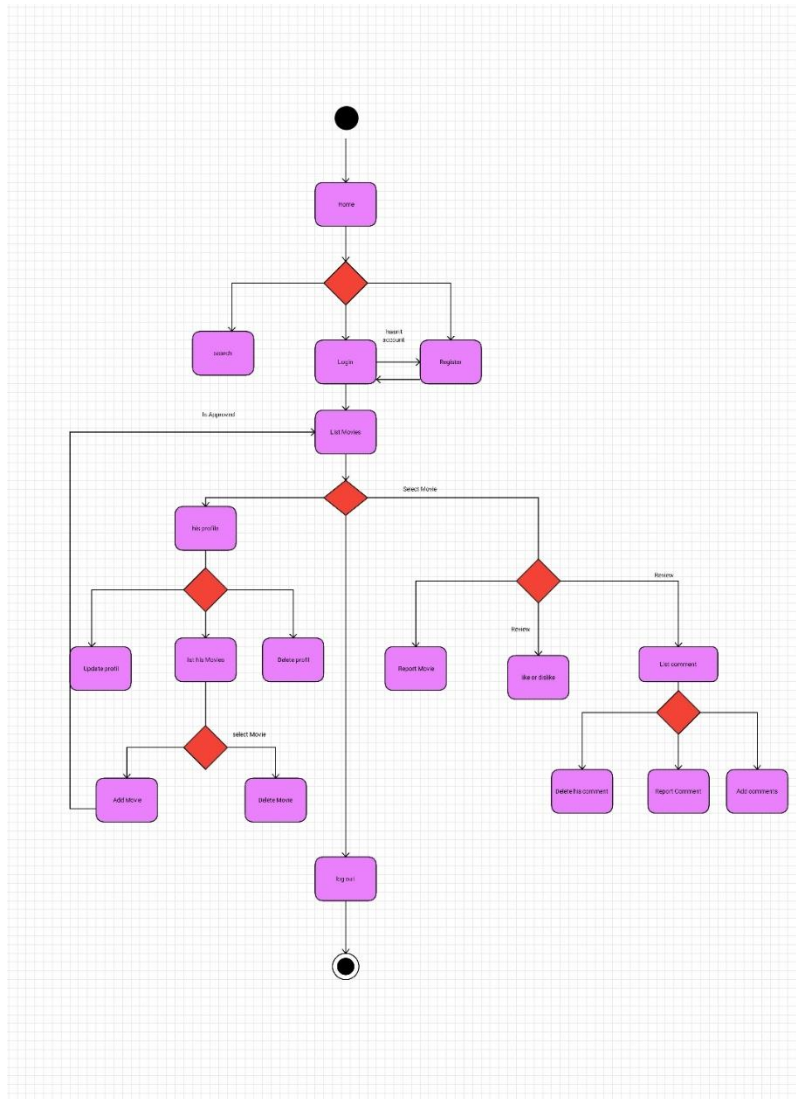 Home
search
Login
hasn't
account
Register
Is Approved
List Movies
Select Movie
his profile
Review
Review
Update profil
list his Movies
Delete profil
Report Movie
like or dislike
List comment
select Movie
Add Movie
Delete Movie
Delete his comment
Report Comment
Add comments
log out